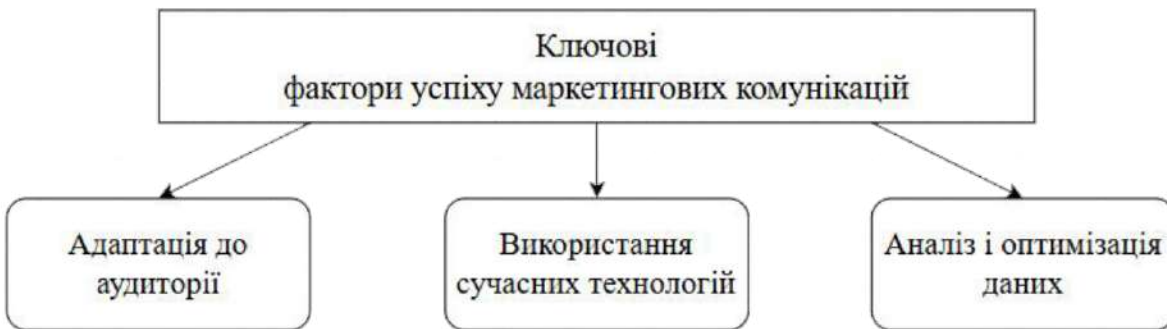 Ключові
фактори успіху маркетингових комунікацій
Адаптація до
аудиторії
Використання
сучасних технологій
Аналіз і оптимізація
даних